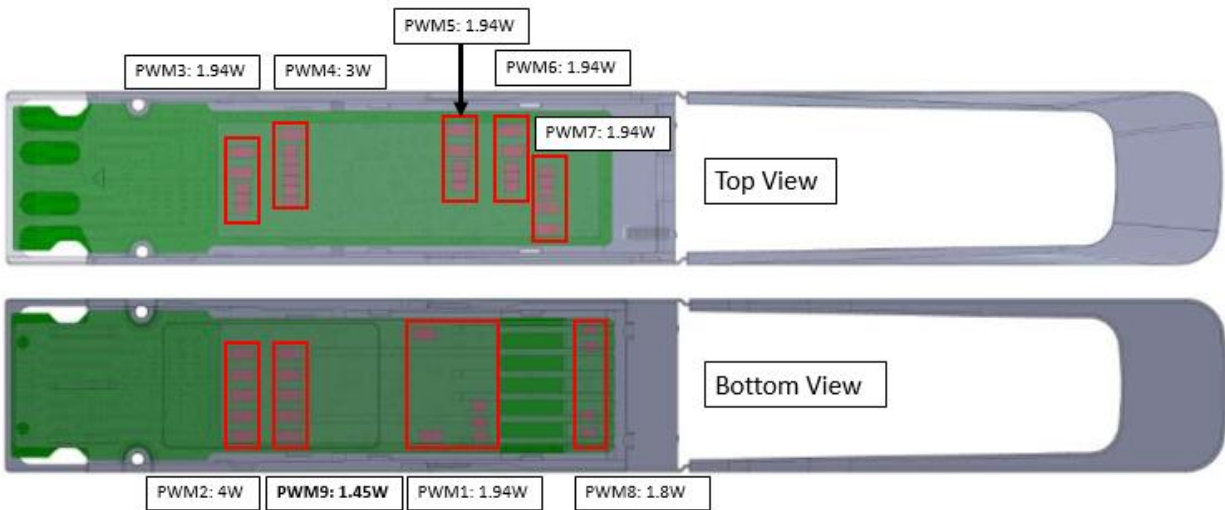 PWM5: 1.94W
PWM3: 1.94W
PWM4: 3W
PWM6: 1.94W
PWM7: 1.94W
Top View
Bottom View
PWM2: 4W
PWM9: 1.45W
PWM1: 1.94W
PWM8: 1.8W